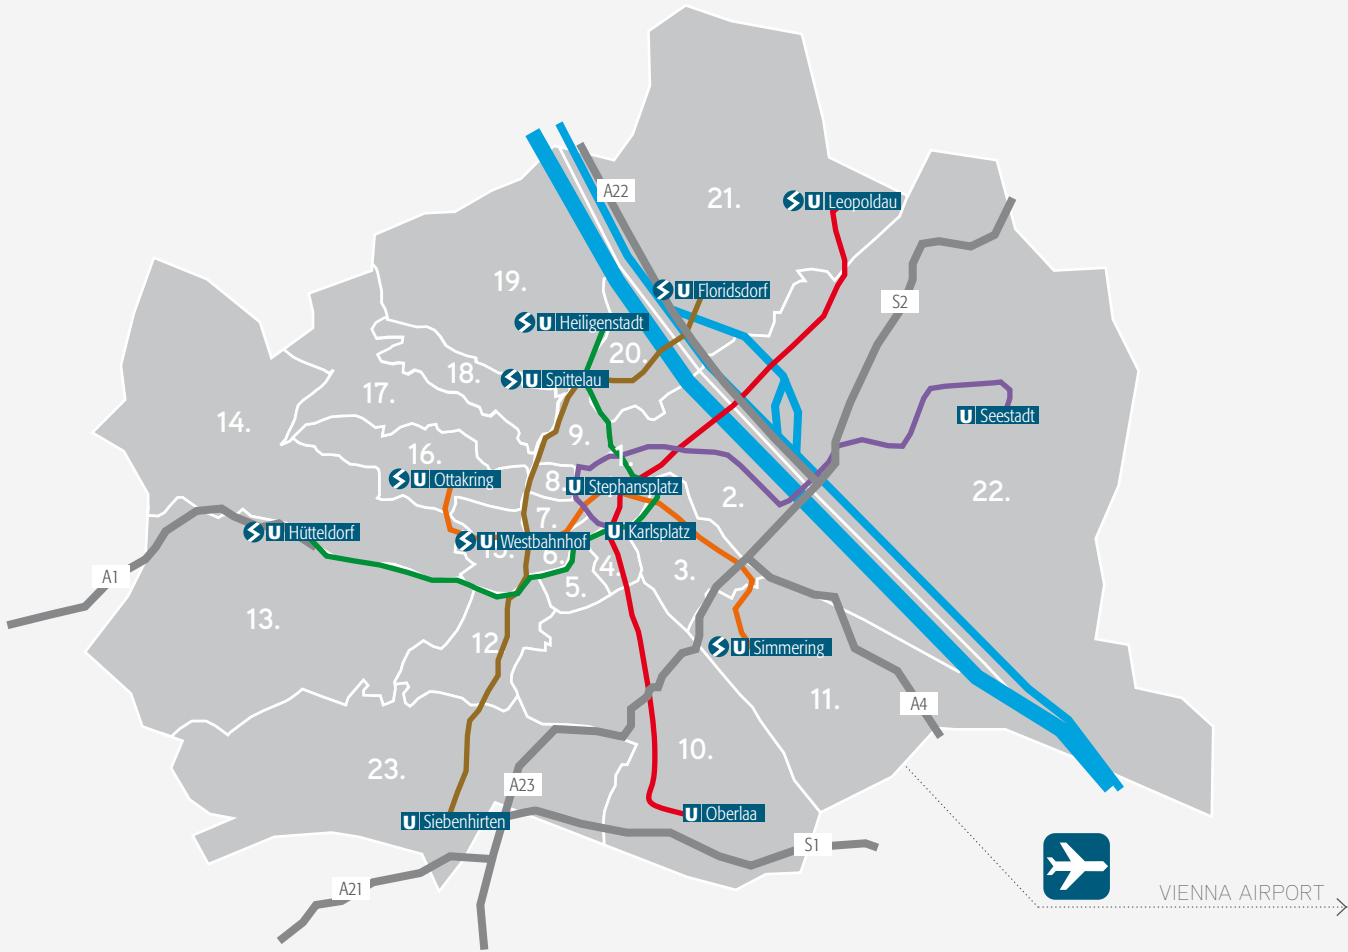 A22
21.
U Leopoldau
19.
U Floridsdorf
S2
U Heiligenstadt
20.
18.
U Spittelau
17.
U Seestadt
14.
9.
1.
16.
U Ottakring
8.
U Stephansplatz
2.
22.
7.
U Hütteldorf
U Karlsplatz
U Westbahnhof
15.
6.
4.
3.
A1
5.
13.
12.
U Simmering
11.
A4
10.
23.
A23
U Oberlaa
U Siebenhirten
S1
A21
VIENNA AIRPORT